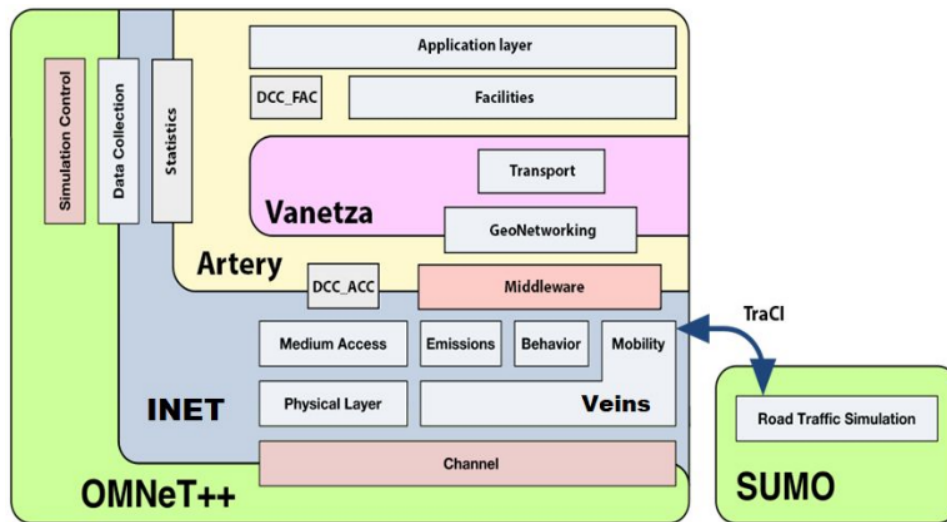 Application layer
DCC_FAC
Facilities
Simulation Control
Data Collection
Statistics
Transport
Vanetza
GeoNetworking
Artery
DCC_ACC
Middleware
TraCI
Medium Access
Emissions
Behavior
Mobility
INET
Physical Layer
Veins
Road Traffic Simulation
Channel
OMNeT++
SUMO